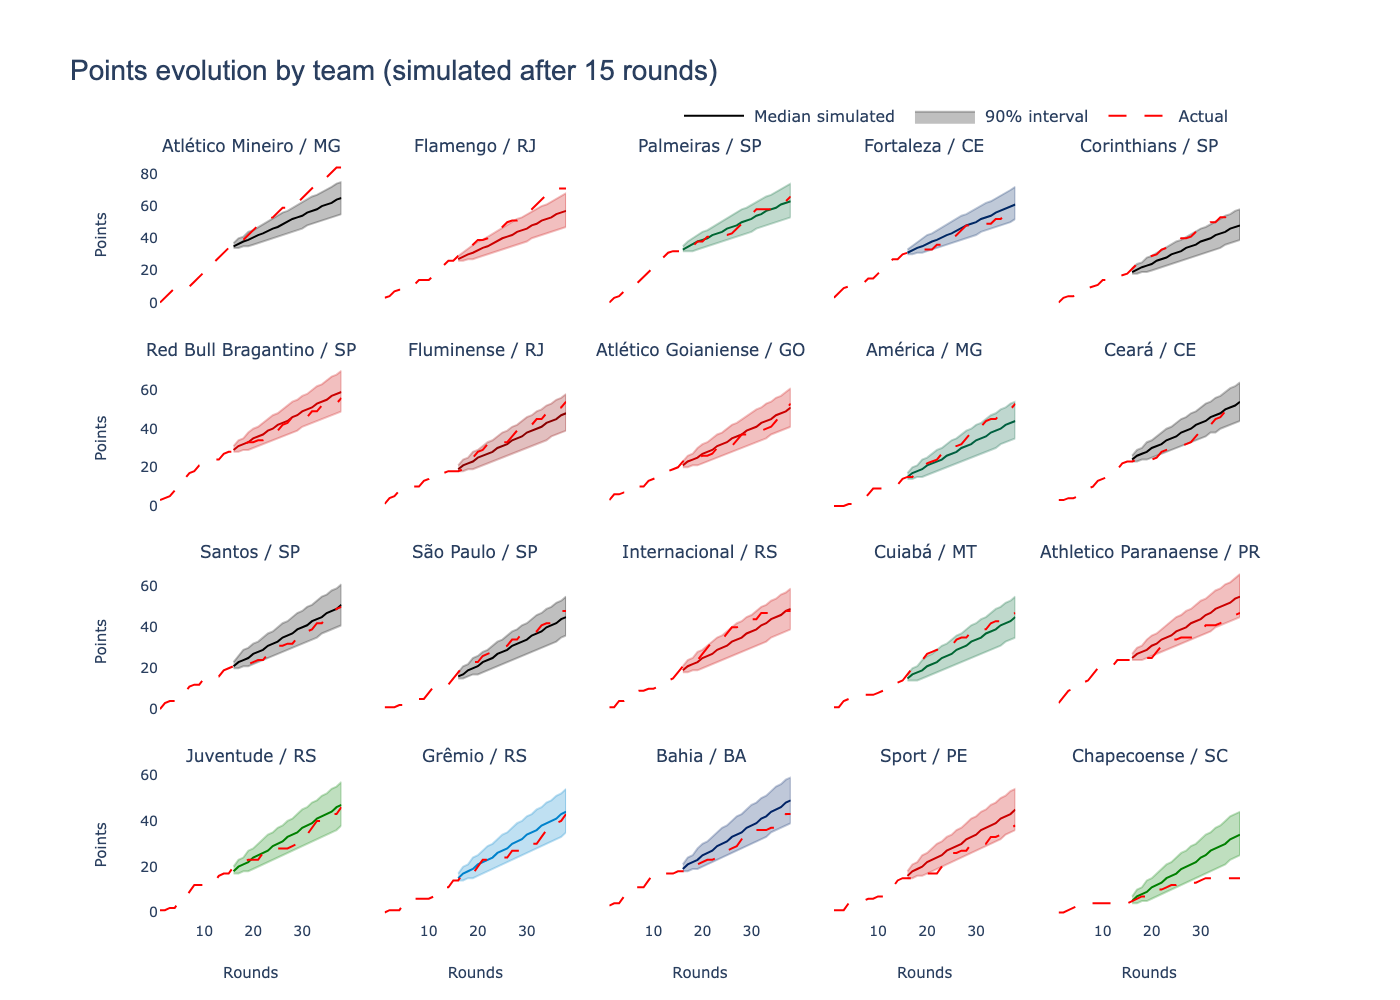 Points evolution by team (simulated after 15 rounds)
Median simulated 90% interval Actual
Atlético Mineiro / MG Flamengo / RJ Palmeiras / SP Fortaleza / CE Corinthians / SP
80
60
40
20
0
Points
Red Bull Bragantino / SP Fluminense / RJ Atlético Goianiense / GO América / MG Ceará / CE
60
40
20
0
Points
Santos / SP São Paulo / SP Internacional / RS Cuiabá / MT Athletico Paranaense / PR
60
40
20
0
Points
Juventude / RS Grêmio / RS Bahia / BA Sport / PE Chapecoense / SC
60
40
20
0
Points
10 20 30 10 20 30 10 20 30 10 20 30 10 20 30
Rounds Rounds Rounds Rounds Rounds